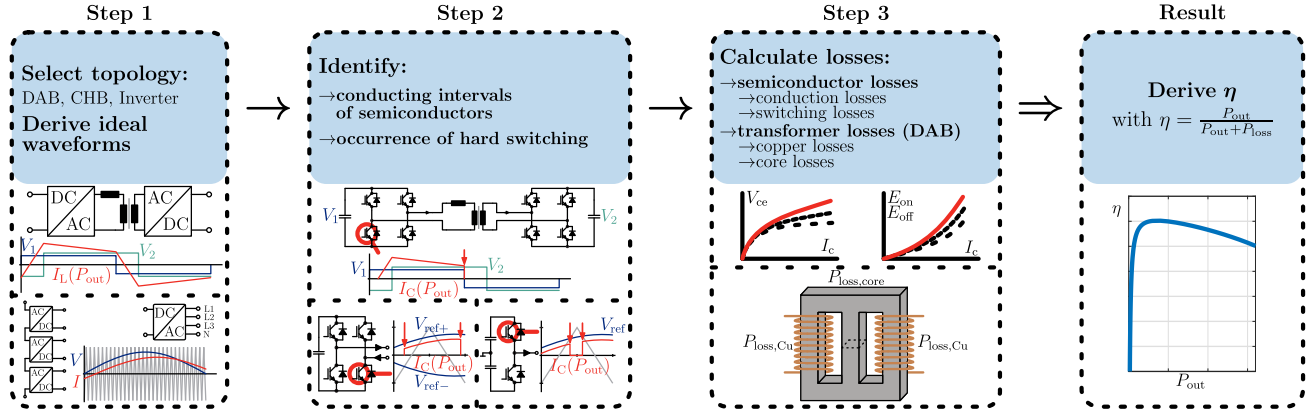 Step 1
Select topology:
DAB, CHB, Inverter
Derive ideal
waveforms
DC
AC
AC
DC
V1
V2
IL(Pout)
AC
DC
AC
DC
AC
DC
DC
AC
L1
L2
L3
N
V
I
Step 2
Identify:
→conducting intervals
of semiconductors
→occurrence of hard switching
V1
V2
V1
V2
IC(Pout)
Vref+
IC(Pout)
Vref−
Vref
IC(Pout)
Step 3
Calculate losses:
→semiconductor losses
→conduction losses
→switching losses
→transformer losses (DAB)
→copper losses
→core losses
Vce
Ic
Eon
Eoff
Ic
Ploss,core
Ploss,Cu
Ploss,Cu
Result
Derive η
with η = Pout / Pout+Ploss
η
Pout